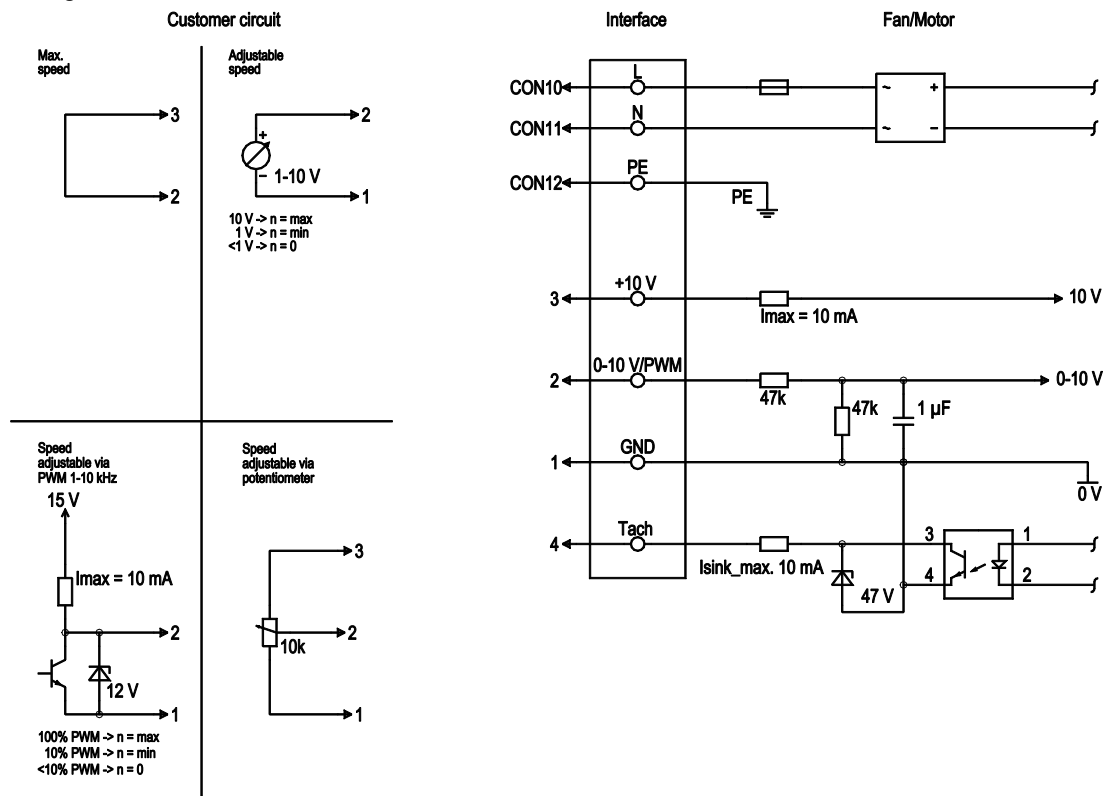 Customer circuit
Max.
speed
3
2
Adjustable
speed
2
+
– 1-10 V
1
10 V -> n = max
1 V -> n = min
<1 V -> n = 0
Speed
adjustable via
PWM 1-10 kHz
15 V
Imax = 10 mA
2
12 V
1
100% PWM -> n = max
10% PWM -> n = min
<10% PWM -> n = 0
Speed
adjustable via
potentiometer
3
2
10k
1
Interface
Fan/Motor
CON10
L
~
+
CON11
N
~
–
CON12
PE
PE
3
+10 V
10 V
Imax = 10 mA
2
0-10 V/PWM
0-10 V
47k
47k
1 µF
1
GND
0 V
4
Tach
3
1
Isink_max. 10 mA
4
2
47 V